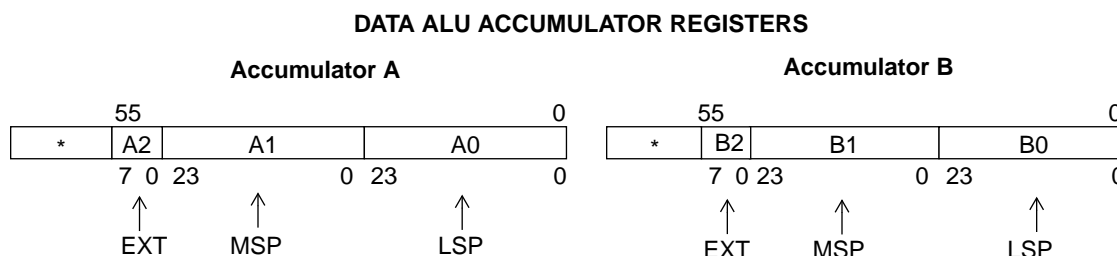 DATA ALU ACCUMULATOR REGISTERS
Accumulator A
Accumulator B
55 0 55 0
* A2 A1 A0 * B2 B1 B0
7 0 23 0 23 0 7 0 23 0 23 0
EXT MSP LSP EXT MSP LSP